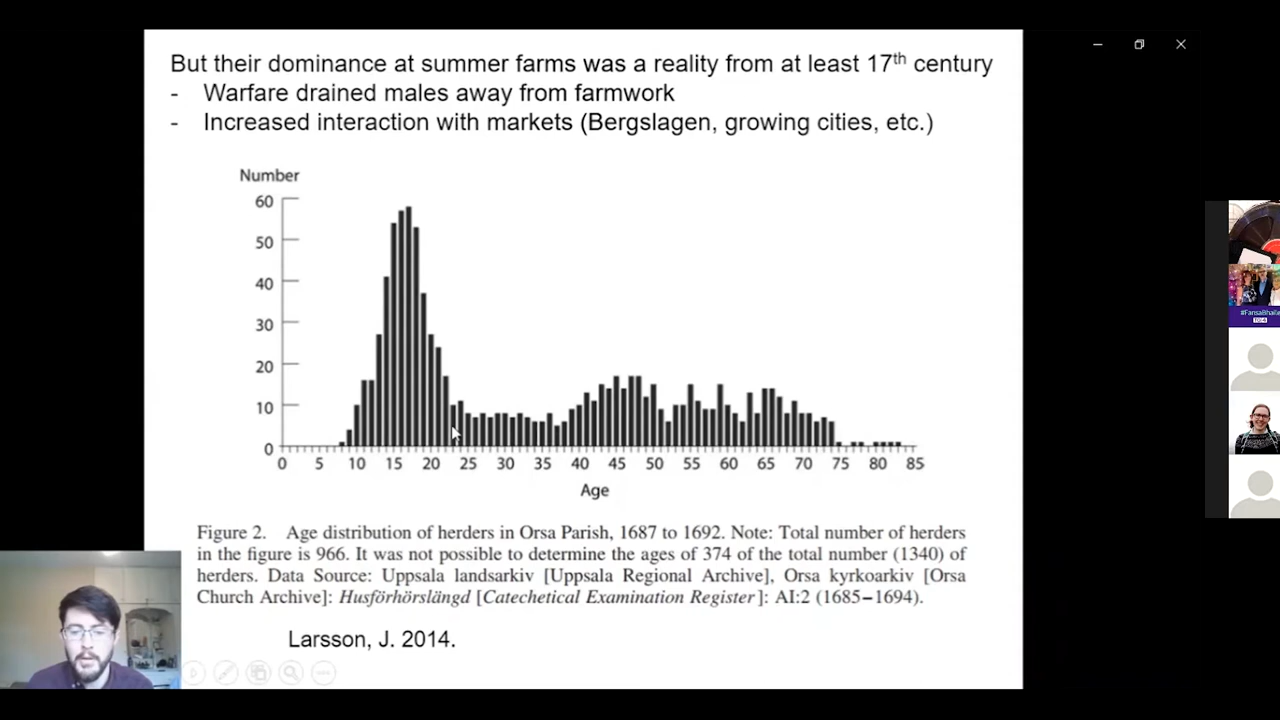 But their dominance at summer farms was a reality from at least 17th century
- Warfare drained males away from farmwork
- Increased interaction with markets (Bergslagen, growing cities, etc.)
Number
60
50
40
30
20
10
0
0 5 10 15 20 25 30 35 40 45 50 55 60 65 70 75 80 85
Age
Figure 2. Age distribution of herders in Orsa Parish, 1687 to 1692. Note: Total number of herders
in the figure is 966. It was not possible to determine the ages of 374 of the total number (1340) of
herders. Data Source: Uppsala landsarkiv [Uppsala Regional Archive], Orsa kyrkoarkiv [Orsa
Church Archive]: Husförhörslängd [Catechetical Examination Register]: AI:2 (1685–1694).
Larsson, J. 2014.